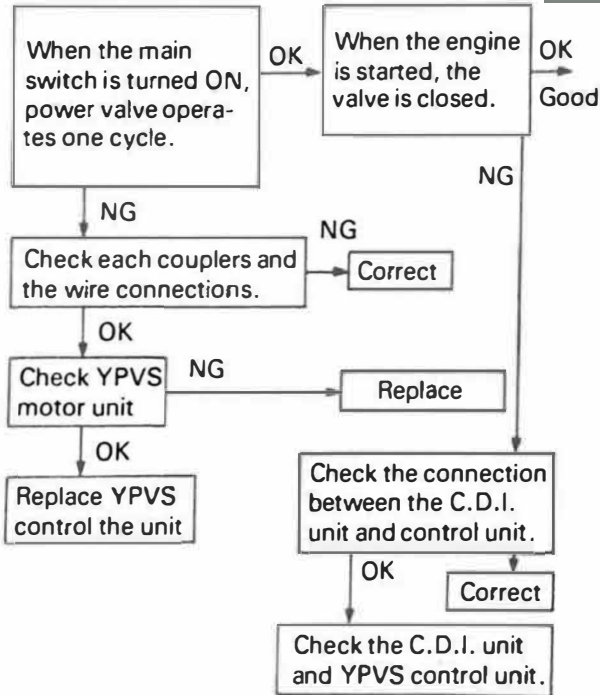 When the main
switch is turned ON,
power valve opera-
tes one cycle.
OK
When the engine
is started, the
valve is closed.
OK
Good
NG
NG
Check each couplers and
the wire connections.
NG
Correct
OK
Check YPVS
motor unit
NG
Replace
OK
Replace YPVS
control the unit
Check the connection
between the C.D.I.
unit and control unit.
OK
Correct
Check the C.D.I. unit
and YPVS control unit.